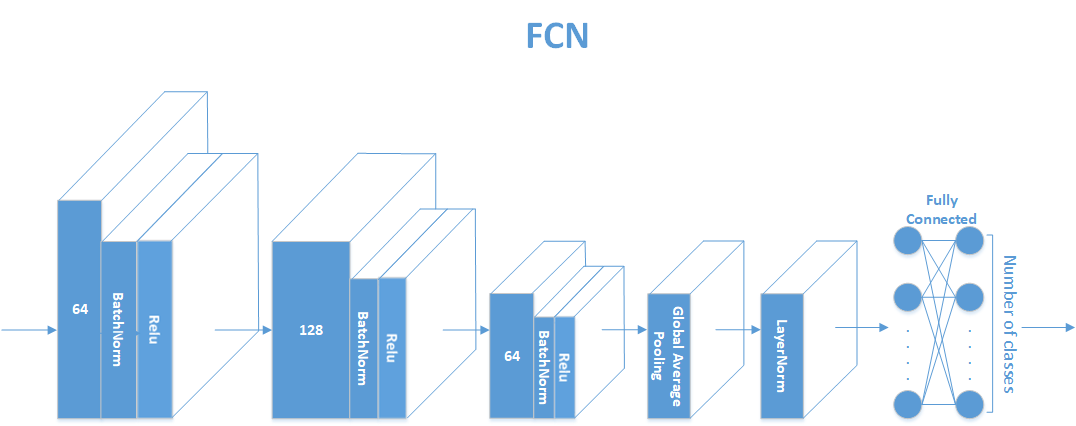 FCN
64
BatchNorm
Relu
128
BatchNorm
Relu
64
BatchNorm
Relu
Global Average
Pooling
LayerNorm
Fully
Connected
Number of classes